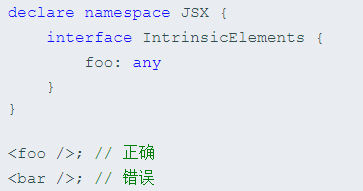 declare namespace JSX {
    interface IntrinsicElements {
        foo: any
    }
}

<foo />; // 正确
<bar />; // 错误